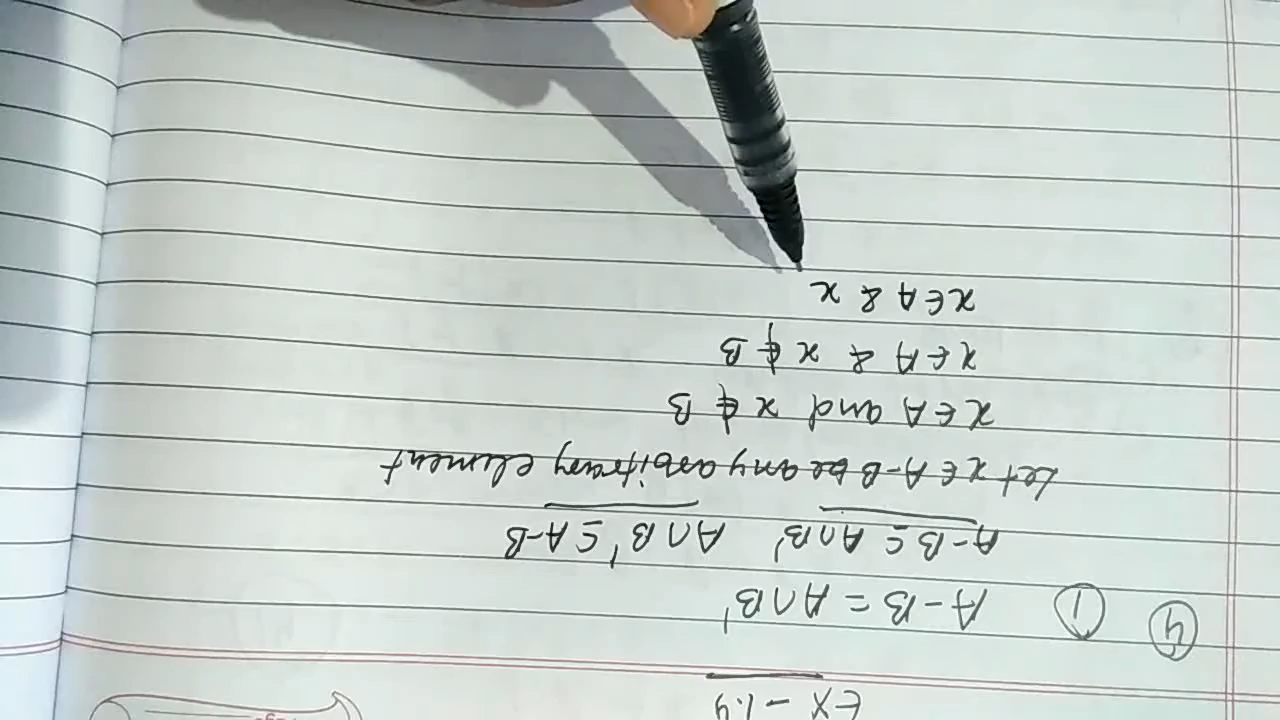 EX - 1.4
④ ① A - B = A ∩ B'
A-B ⊆ A∩B' A∩B' ⊆ A-B
Let x ∈ A-B be any arbitrary element
x ∈ A and x ∉ B
x ∈ A & x ∉ B
x ∈ A & x